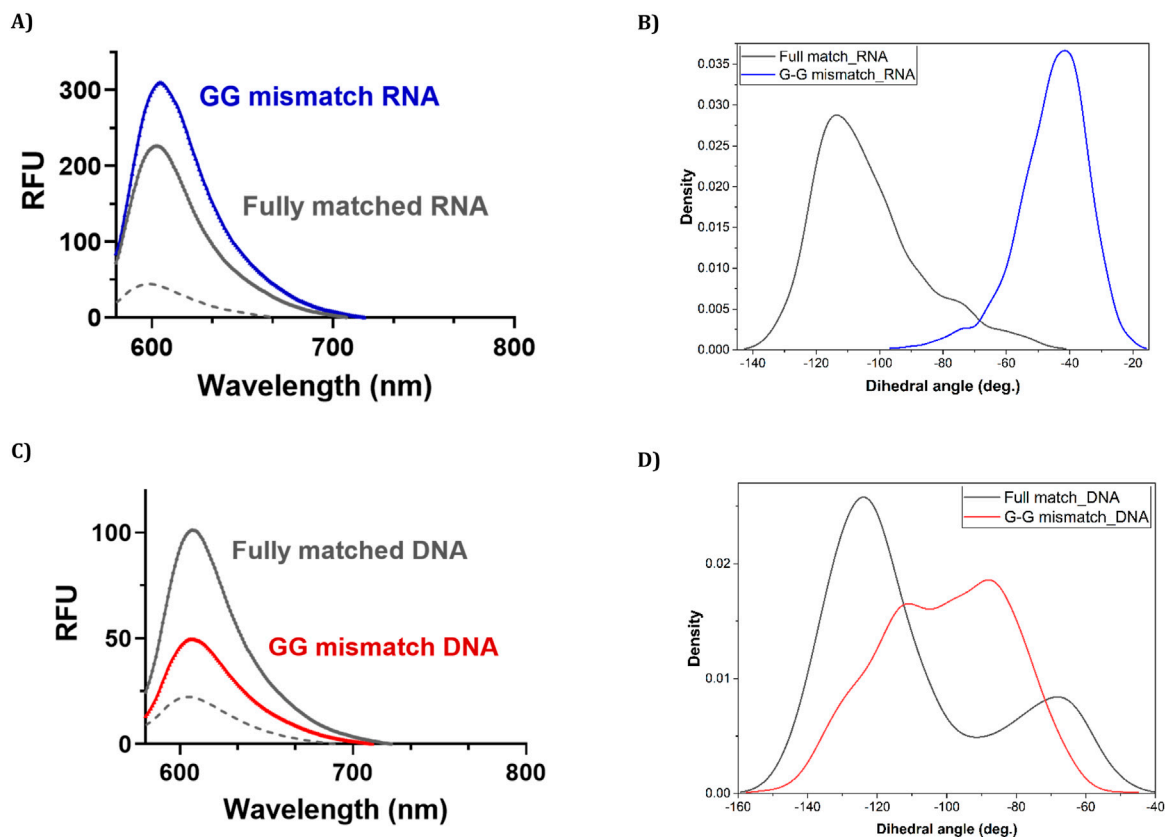 A)
GG mismatch RNA
Fully matched RNA
RFU
300
200
100
0
600
700
800
Wavelength (nm)
B)
Full match_RNA
G-G mismatch_RNA
Density
0.035
0.030
0.025
0.020
0.015
0.010
0.005
0.000
-140
-120
-100
-80
-60
-40
-20
Dihedral angle (deg.)
C)
Fully matched DNA
GG mismatch DNA
RFU
100
50
0
600
700
800
Wavelength (nm)
D)
Full match_DNA
G-G mismatch_DNA
Density
0.02
0.01
0.00
-160
-140
-120
-100
-80
-60
-40
Dihedral angle (deg.)